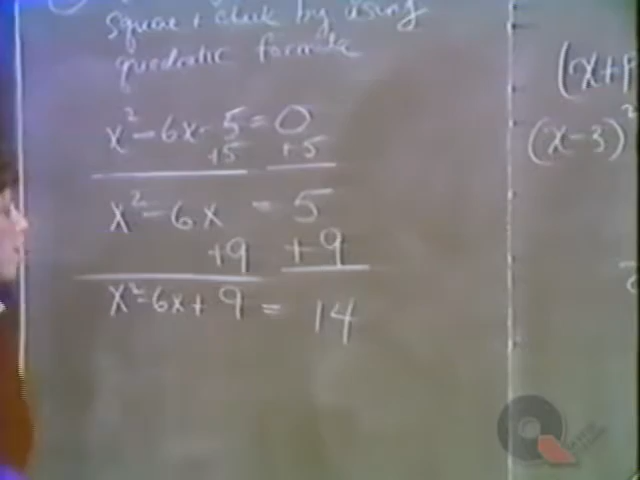 square + check by using
quadratic formula
x² - 6x - 5 = 0
+5 +5
x² - 6x = 5
+9 +9
x² - 6x + 9 = 14
(x+
(x-3)²